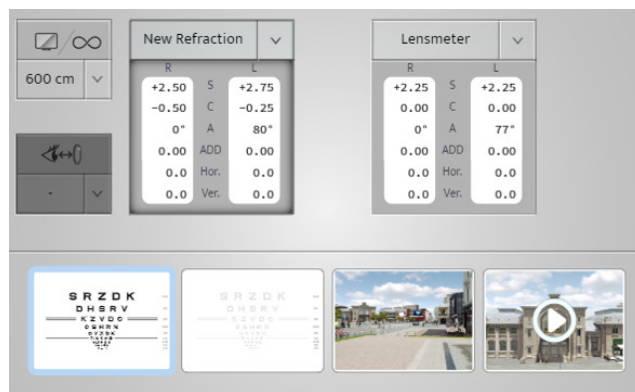 New Refraction
Lensmeter
R L
R L
600 cm
+2.50 S +2.75
+2.25 S +2.25
-0.50 C -0.25
0.00 C 0.00
0° A 80°
0° A 77°
0.00 ADD 0.00
0.00 ADD 0.00
0.0 Hor. 0.0
0.0 Hor. 0.0
-
0.0 Ver. 0.0
0.0 Ver. 0.0
S R Z D K
D H S R V
K Z V D C
S R Z D K
D H S R V
K Z V D C